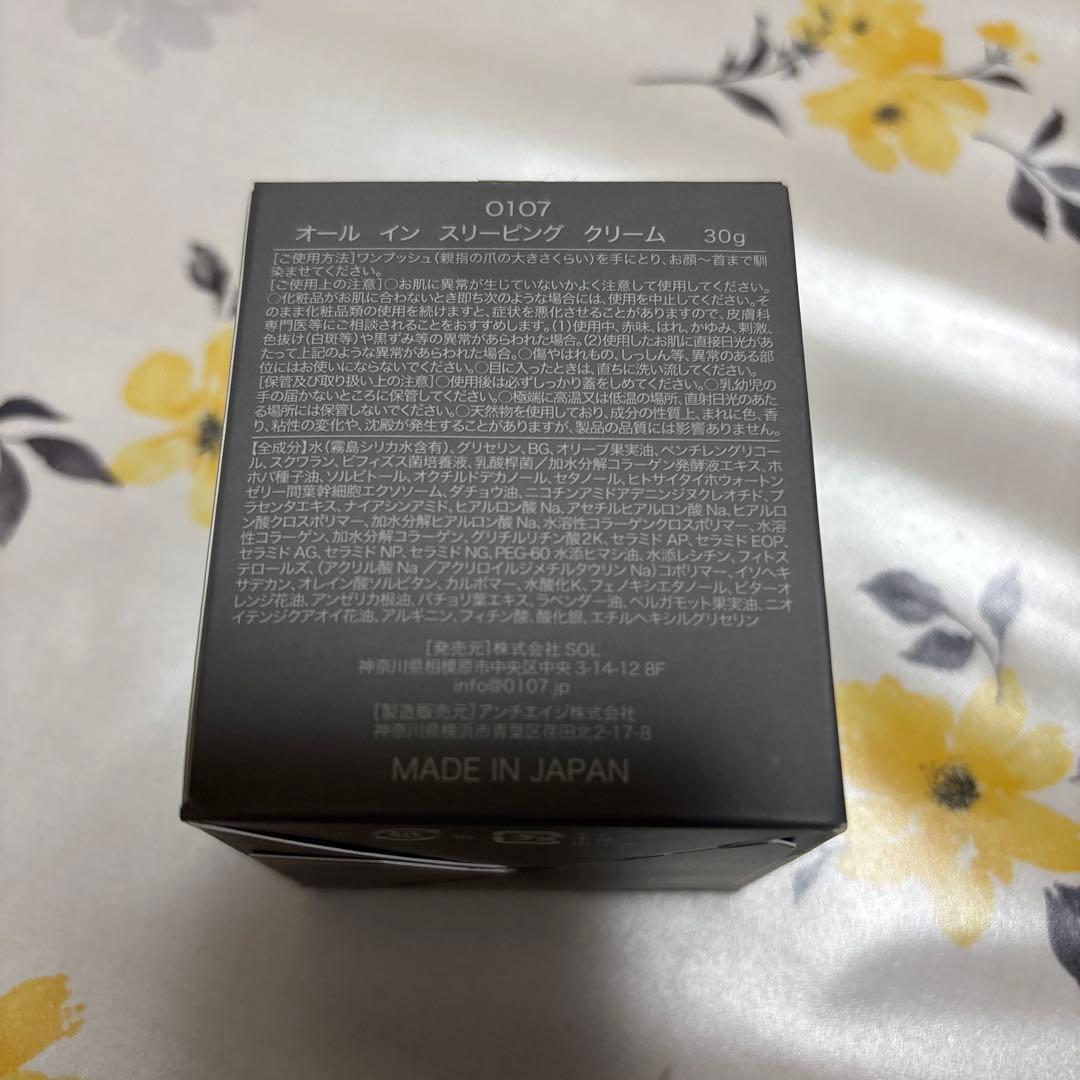 0107
オール イン スリーピング クリーム 30g
[ご使用方法]ワンプッシュ(親指の爪の大きさくらい)を手にとり、お顔〜首まで馴
染ませてください。
[ご使用上の注意]○お肌に異常が生じていないかよく注意して使用してください。
○化粧品がお肌に合わないとき即ち次のような場合には、使用を中止してください。そ
のまま化粧品類の使用を続けますと、症状を悪化させることがありますので、皮膚科
専門医等にご相談されることをおすすめします。(1)使用中、赤味、はれ、かゆみ、刺激、
色抜け(白斑等)や黒ずみ等の異常があらわれた場合。(2)使用したお肌に直接日光があ
たって上記のような異常があらわれた場合。○傷やはれもの、しっしん等、異常のある部
位にはお使いにならないでください。○目に入ったときは、直ちに洗い流してください。
[保管及び取り扱い上の注意]○使用後は必ずしっかり蓋をしめてください。○乳幼児の
手の届かないところに保管してください。○極端に高温又は低温の場所、直射日光のあた
る場所には保管しないでください。○天然物を使用しており、成分の性質上、まれに色、香
り、粘性の変化や、沈殿が発生することがありますが、製品の品質には影響ありません。
【全成分】水(霧島シリカ水含有)、グリセリン、BG、オリーブ果実油、ペンチレングリコ
ール、スクワラン、ビフィズス菌培養液、乳酸桿菌/加水分解コラーゲン発酵液エキス、ホ
ホバ種子油、ソルビトール、オクチルドデカノール、セタノール、ヒトサイタイホウォートン
ゼリー間葉幹細胞エクソソーム、ダチョウ油、ニコチンアミドアデニンジヌクレオチド、プ
ラセンタエキス、ナイアシンアミド、ヒアルロン酸Na、アセチルヒアルロン酸Na、ヒアルロ
ン酸クロスポリマー、加水分解ヒアルロン酸Na、水溶性コラーゲンクロスポリマー、水溶
性コラーゲン、加水分解コラーゲン、グリチルリチン酸2K、セラミドAP、セラミドEOP、
セラミドAG、セラミドNP、セラミドNG、PEG-60水添ヒマシ油、水添レシチン、フィトス
テロールズ、(アクリル酸Na/アクリロイルジメチルタウリンNa)コポリマー、イソヘキ
サデカン、オレイン酸ソルビタン、カルボマー、水酸化K、フェノキシエタノール、ビターオ
レンジ花油、アンゼリカ根油、パチョリ葉エキス、ラベンダー油、ベルガモット果実油、ニオ
イテンジクアオイ花油、アルギニン、フィチン酸、酸化銀、エチルヘキシルグリセリン
[発売元]株式会社SOL
神奈川県相模原市中央区中央3-14-12 8F
info@0107.jp
[製造販売元]アンチエイジ株式会社
神奈川県横浜市青葉区荏田北2-17-8
MADE IN JAPAN